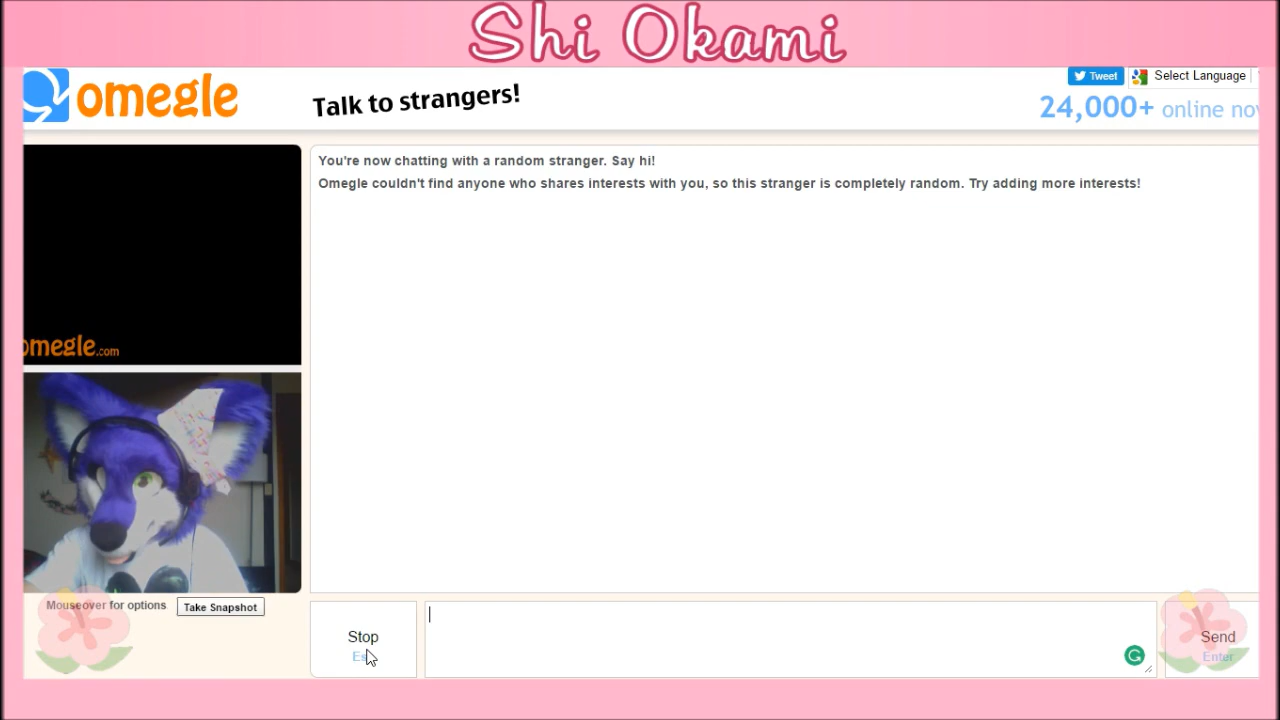 Shi Okami
omegle
Talk to strangers!
Tweet
Select Language
24,000+ online no
You're now chatting with a random stranger. Say hi!
Omegle couldn't find anyone who shares interests with you, so this stranger is completely random. Try adding more interests!
omegle.com
Mouseover for options
Take Snapshot
Stop
Send
Enter